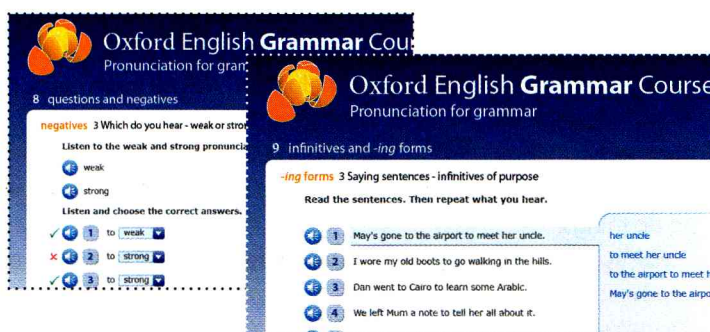 Oxford English Grammar Cou
Pronunciation for gram
8 questions and negatives
negatives 3 Which do you hear - weak or stron
Listen to the weak and strong pronuncia
weak
strong
Listen and choose the correct answers.
1 to weak
2 to strong
3 to strong
Oxford English Grammar Course
Pronunciation for grammar
9 infinitives and -ing forms
-ing forms 3 Saying sentences - infinitives of purpose
Read the sentences. Then repeat what you hear.
1 May's gone to the airport to meet her uncle.
2 I wore my old boots to go walking in the hills.
3 Dan went to Cairo to learn some Arabic.
4 We left Mum a note to tell her all about it.
her uncle
to meet her uncle
to the airport to meet h
May's gone to the airpo